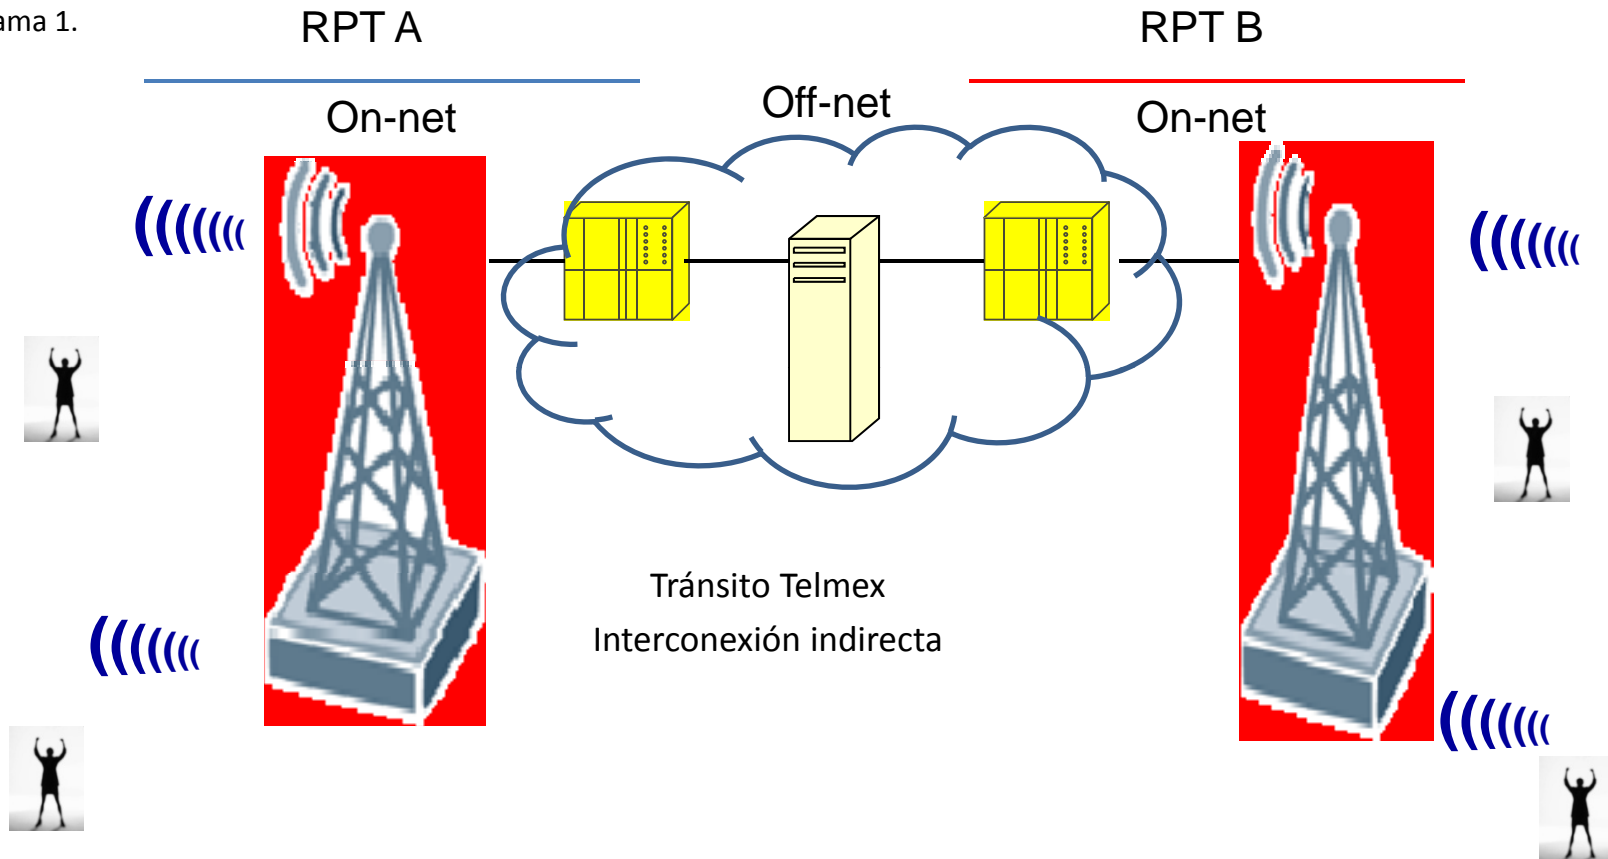 ama 1.
RPT A
RPT B
On-net
Off-net
On-net
Tránsito Telmex
Interconexión indirecta